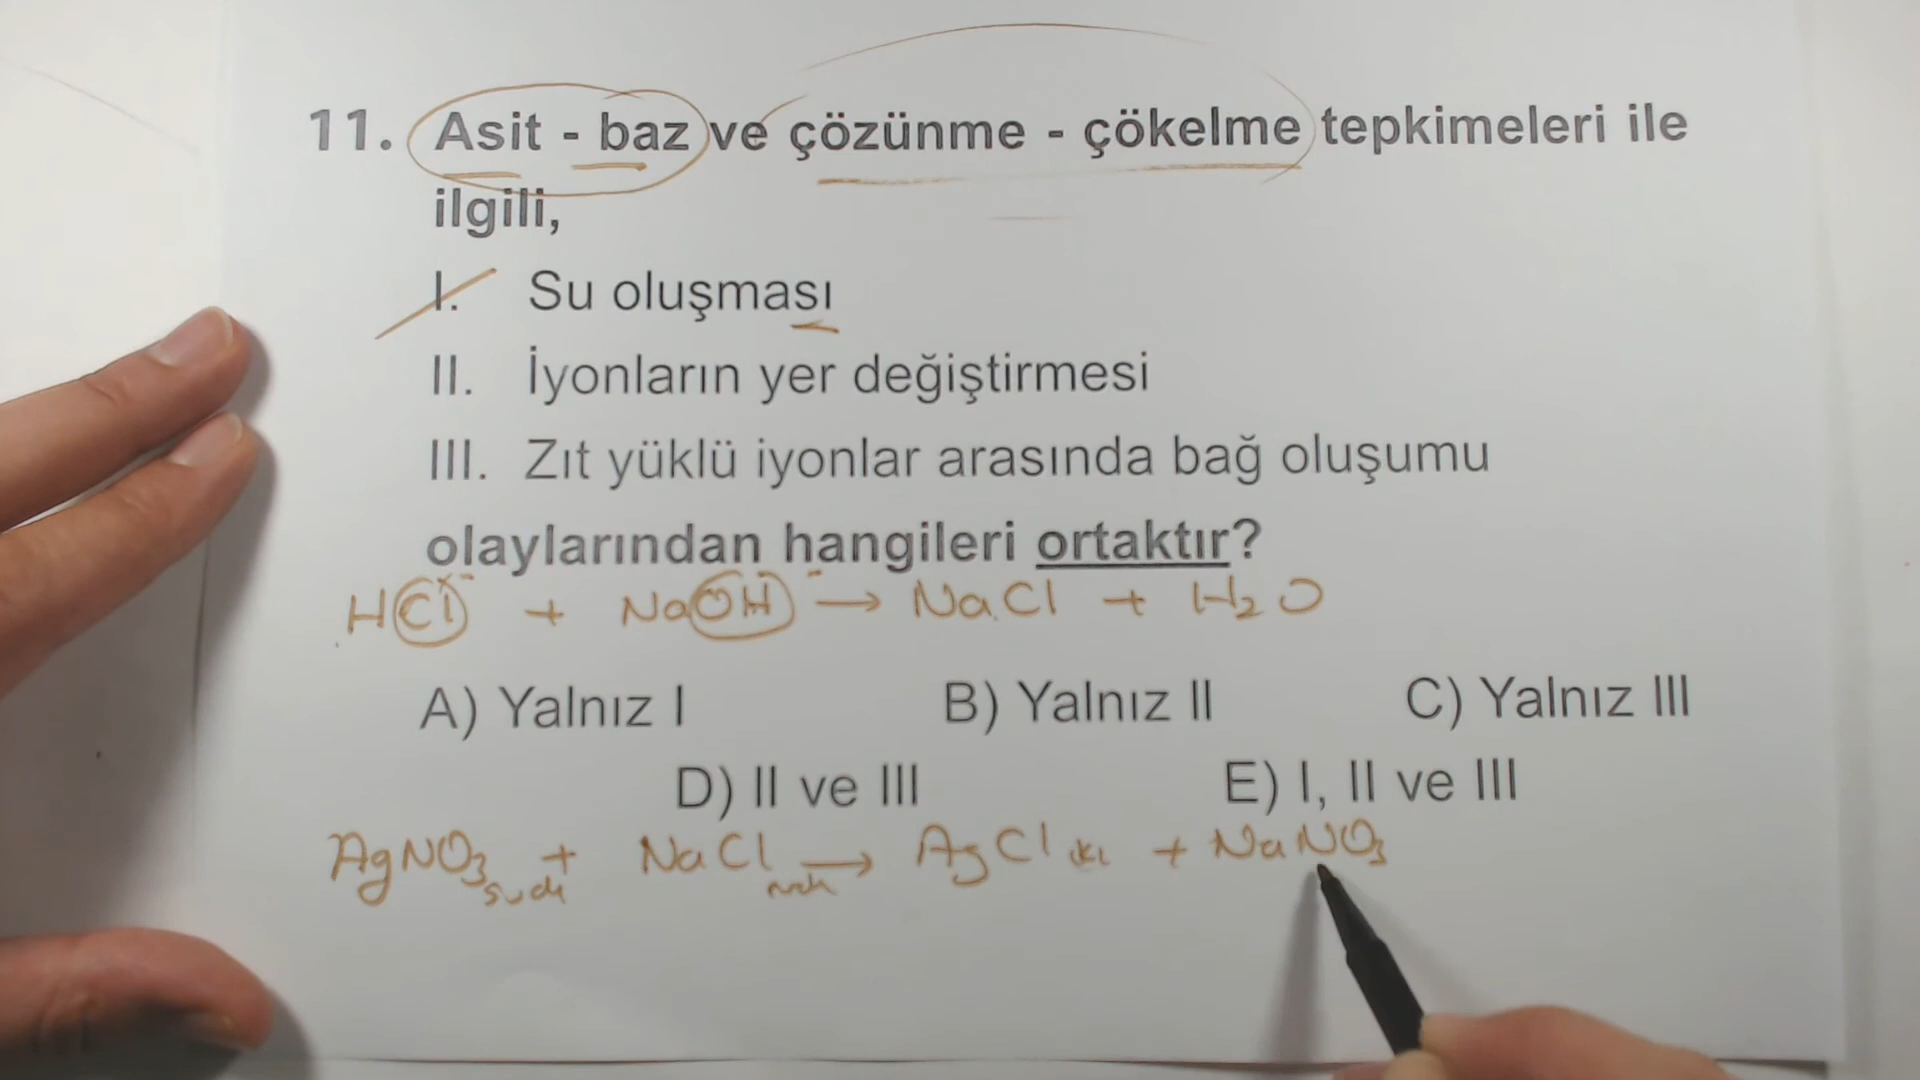 11. Asit - baz ve çözünme - çökelme tepkimeleri ile
ilgili,
I. Su oluşması
II. İyonların yer değiştirmesi
III. Zıt yüklü iyonlar arasında bağ oluşumu
olaylarından hangileri ortaktır?
HCl + NaOH → NaCl + H2O
A) Yalnız I B) Yalnız II C) Yalnız III
D) II ve III E) I, II ve III
AgNO3 + NaCl → AgCl + NaNO3